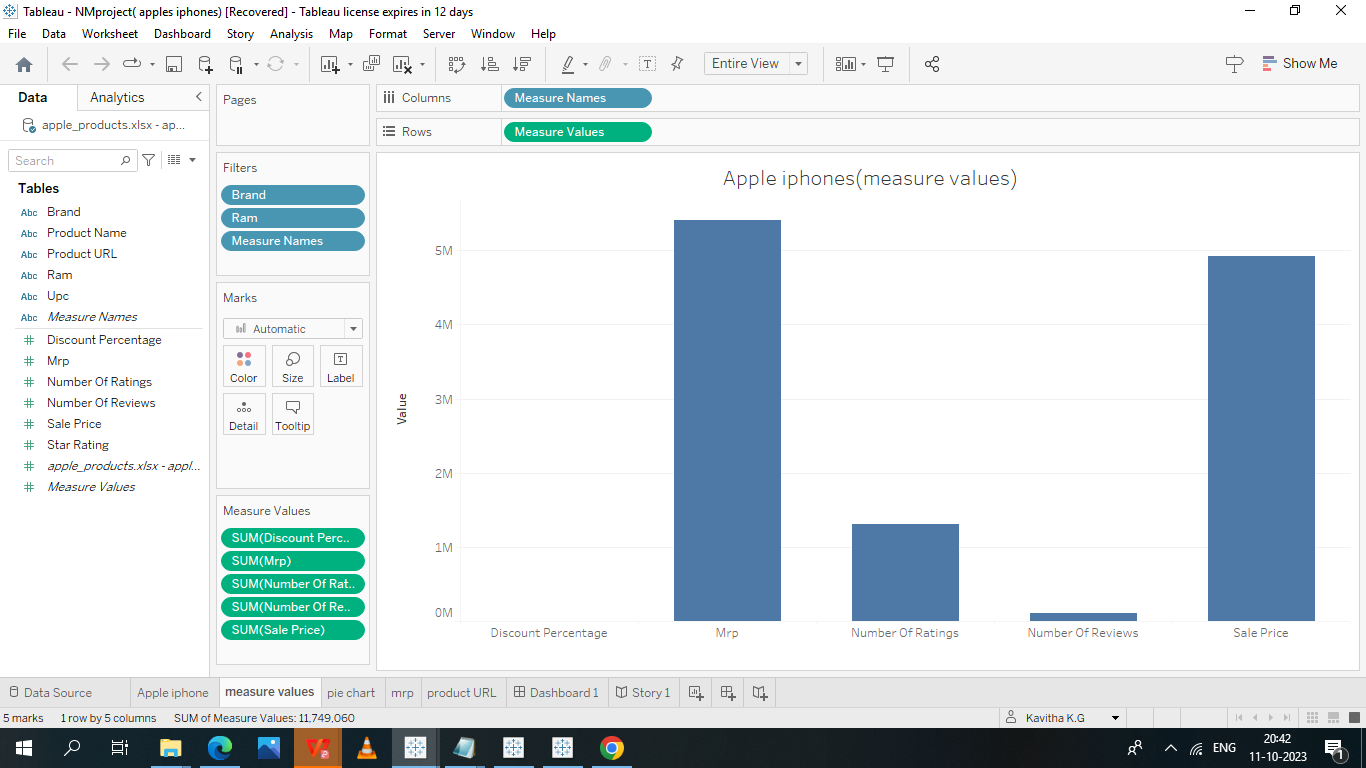 Tableau - NMproject( apples iphones) [Recovered] - Tableau license expires in 12 days
File Data Worksheet Dashboard Story Analysis Map Format Server Window Help
Entire View
Show Me
Data Analytics
apple_products.xlsx - ap...
Search
Tables
Abc Brand
Abc Product Name
Abc Product URL
Abc Ram
Abc Upc
Abc Measure Names
# Discount Percentage
# Mrp
# Number Of Ratings
# Number Of Reviews
# Sale Price
# Star Rating
# apple_products.xlsx - appl...
# Measure Values
Pages
Filters
Brand
Ram
Measure Names
Marks
Automatic
Color Size Label
Detail Tooltip
Measure Values
SUM(Discount Perc..
SUM(Mrp)
SUM(Number Of Rat..
SUM(Number Of Re..
SUM(Sale Price)
Columns Measure Names
Rows Measure Values
Apple iphones(measure values)
Value
5M
4M
3M
2M
1M
0M
Discount Percentage Mrp Number Of Ratings Number Of Reviews Sale Price
Data Source Apple iphone measure values pie chart mrp product URL Dashboard 1 Story 1
5 marks 1 row by 5 columns SUM of Measure Values: 11,749,060 Kavitha K.G
ENG
20:42
11-10-2023
1